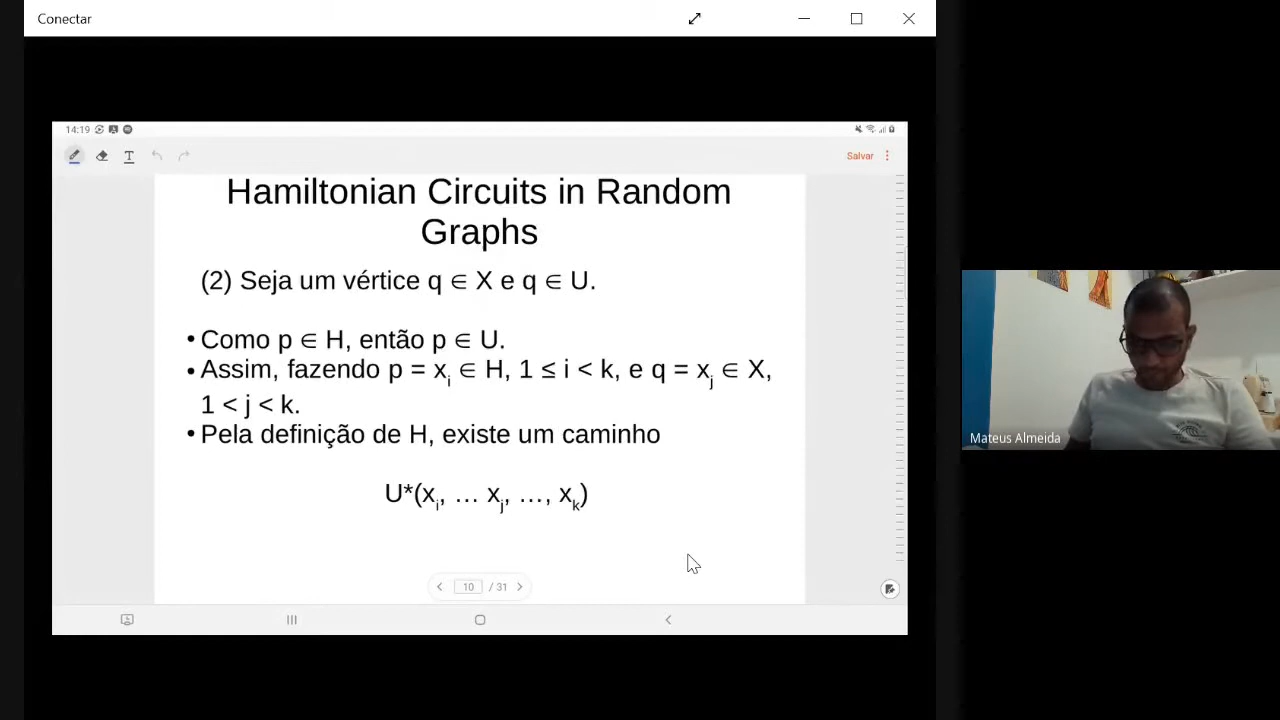 Conectar
14:19
T
Salvar
Hamiltonian Circuits in Random
Graphs
(2) Seja um vértice q ∈ X e q ∈ U.
• Como p ∈ H, então p ∈ U.
• Assim, fazendo p = xᵢ ∈ H, 1 ≤ i < k, e q = xⱼ ∈ X,
1 < j < k.
• Pela definição de H, existe um caminho
U*(xᵢ, … xⱼ, …, xₖ)
10 / 31
Mateus Almeida